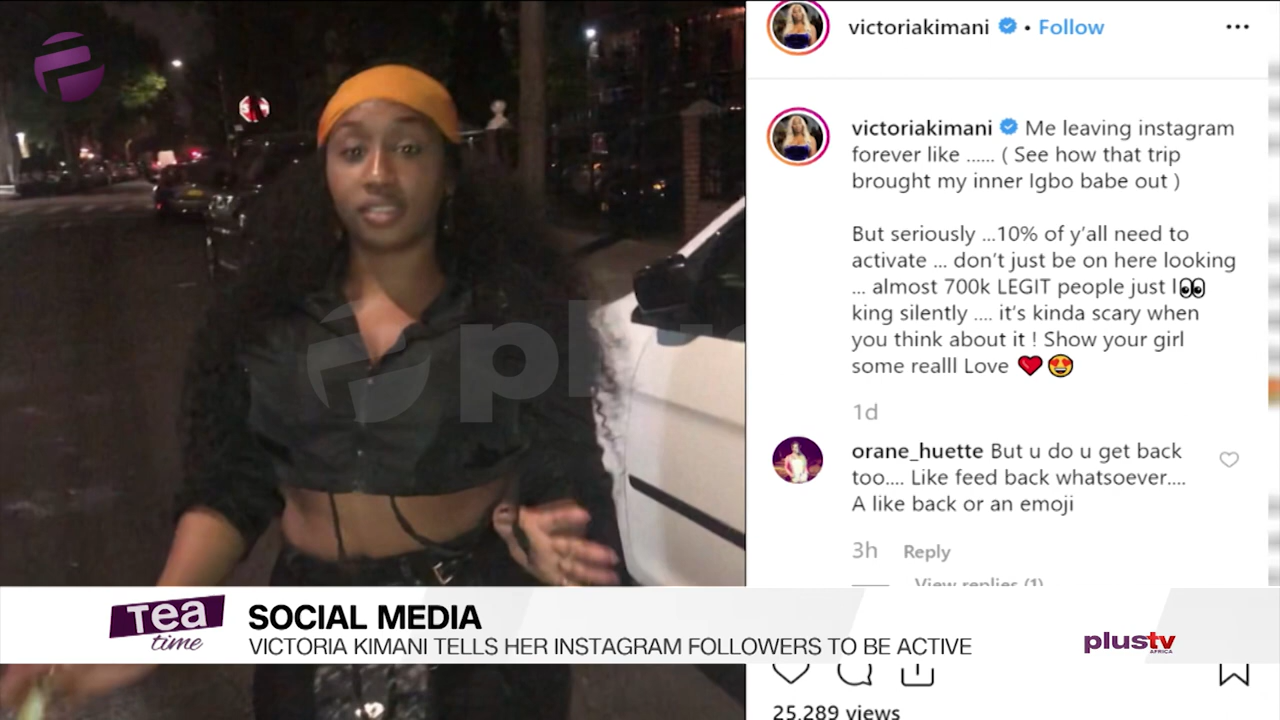 victoriakimani • Follow
victoriakimani Me leaving instagram
forever like ...... ( See how that trip
brought my inner Igbo babe out )
But seriously ...10% of y'all need to
activate ... don't just be on here looking
... almost 700k LEGIT people just l👀
king silently .... it's kinda scary when
you think about it ! Show your girl
some realll Love ❤️😍
1d
orane_huette But u do u get back
too.... Like feed back whatsoever....
A like back or an emoji
3h Reply
View replies (1)
plus
Tea
time
SOCIAL MEDIA
VICTORIA KIMANI TELLS HER INSTAGRAM FOLLOWERS TO BE ACTIVE
plustv
AFRICA
25,289 views